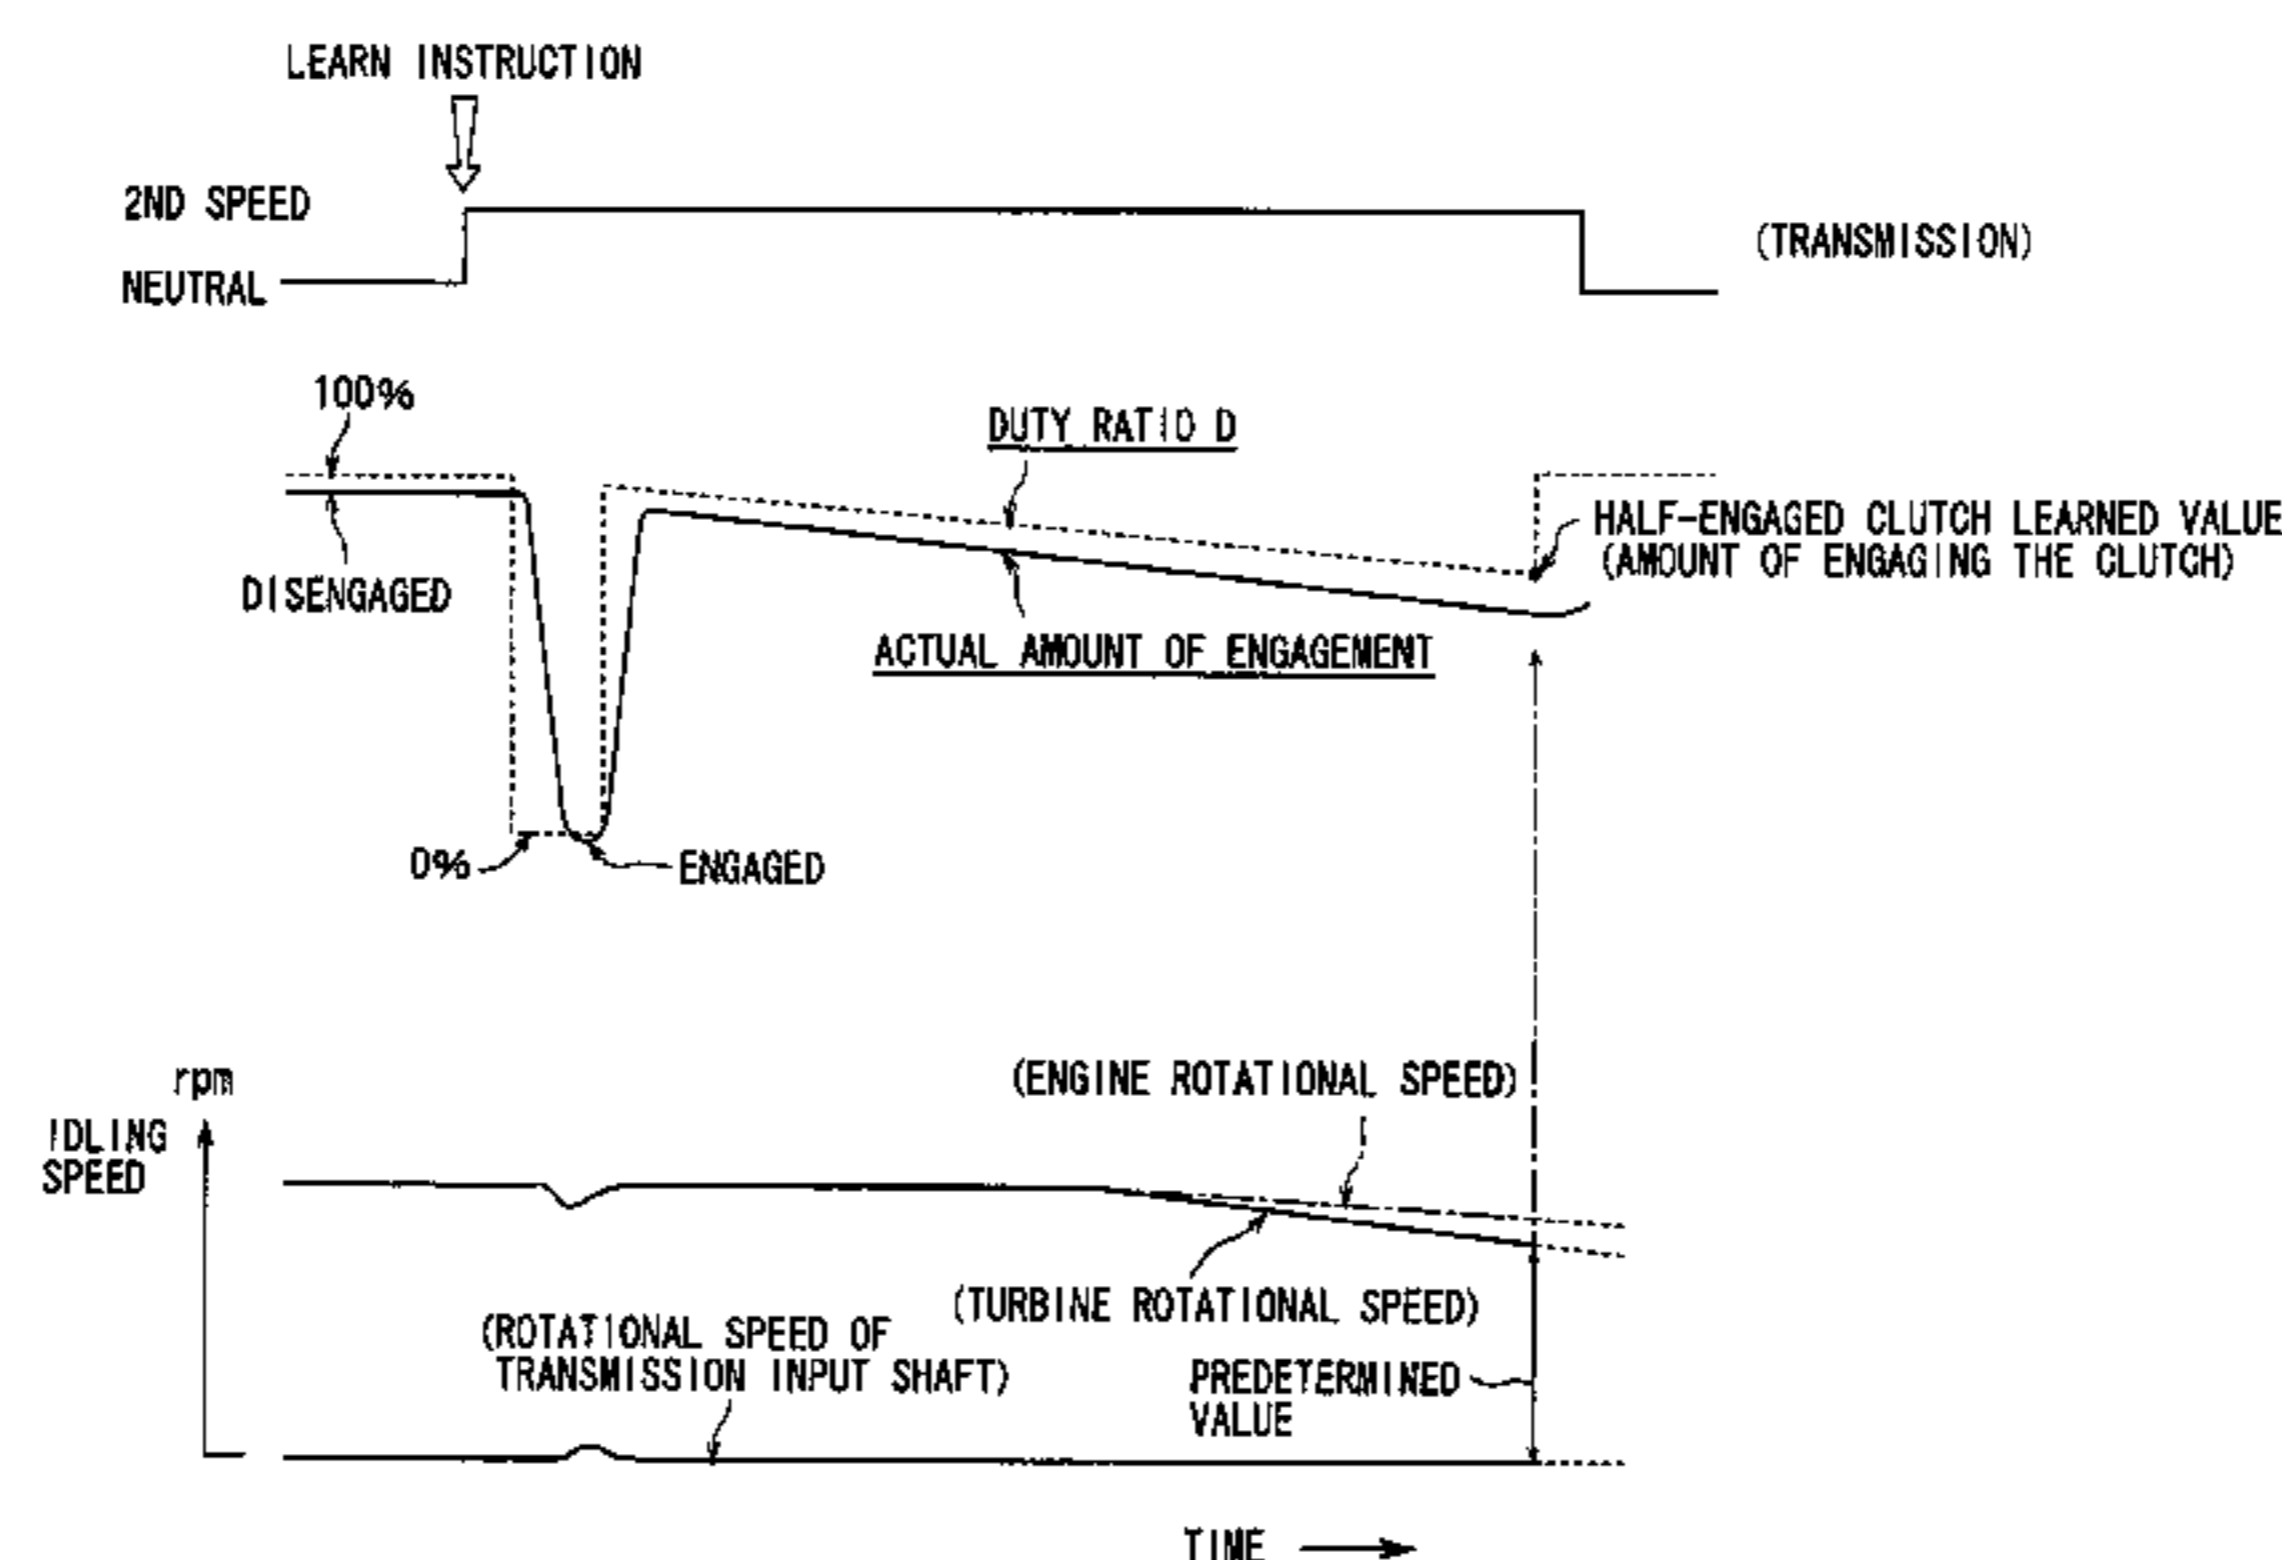 LEARN INSTRUCTION
2ND SPEED
NEUTRAL
(TRANSMISSION)
100%
DUTY RATIO D
DISENGAGED
HALF-ENGAGED CLUTCH LEARNED VALUE
(AMOUNT OF ENGAGING THE CLUTCH)
ACTUAL AMOUNT OF ENGAGEMENT
0%
ENGAGED
rpm
IDLING
SPEED
(ENGINE ROTATIONAL SPEED)
(TURBINE ROTATIONAL SPEED)
(ROTATIONAL SPEED OF
TRANSMISSION INPUT SHAFT)
PREDETERMINED
VALUE
TIME